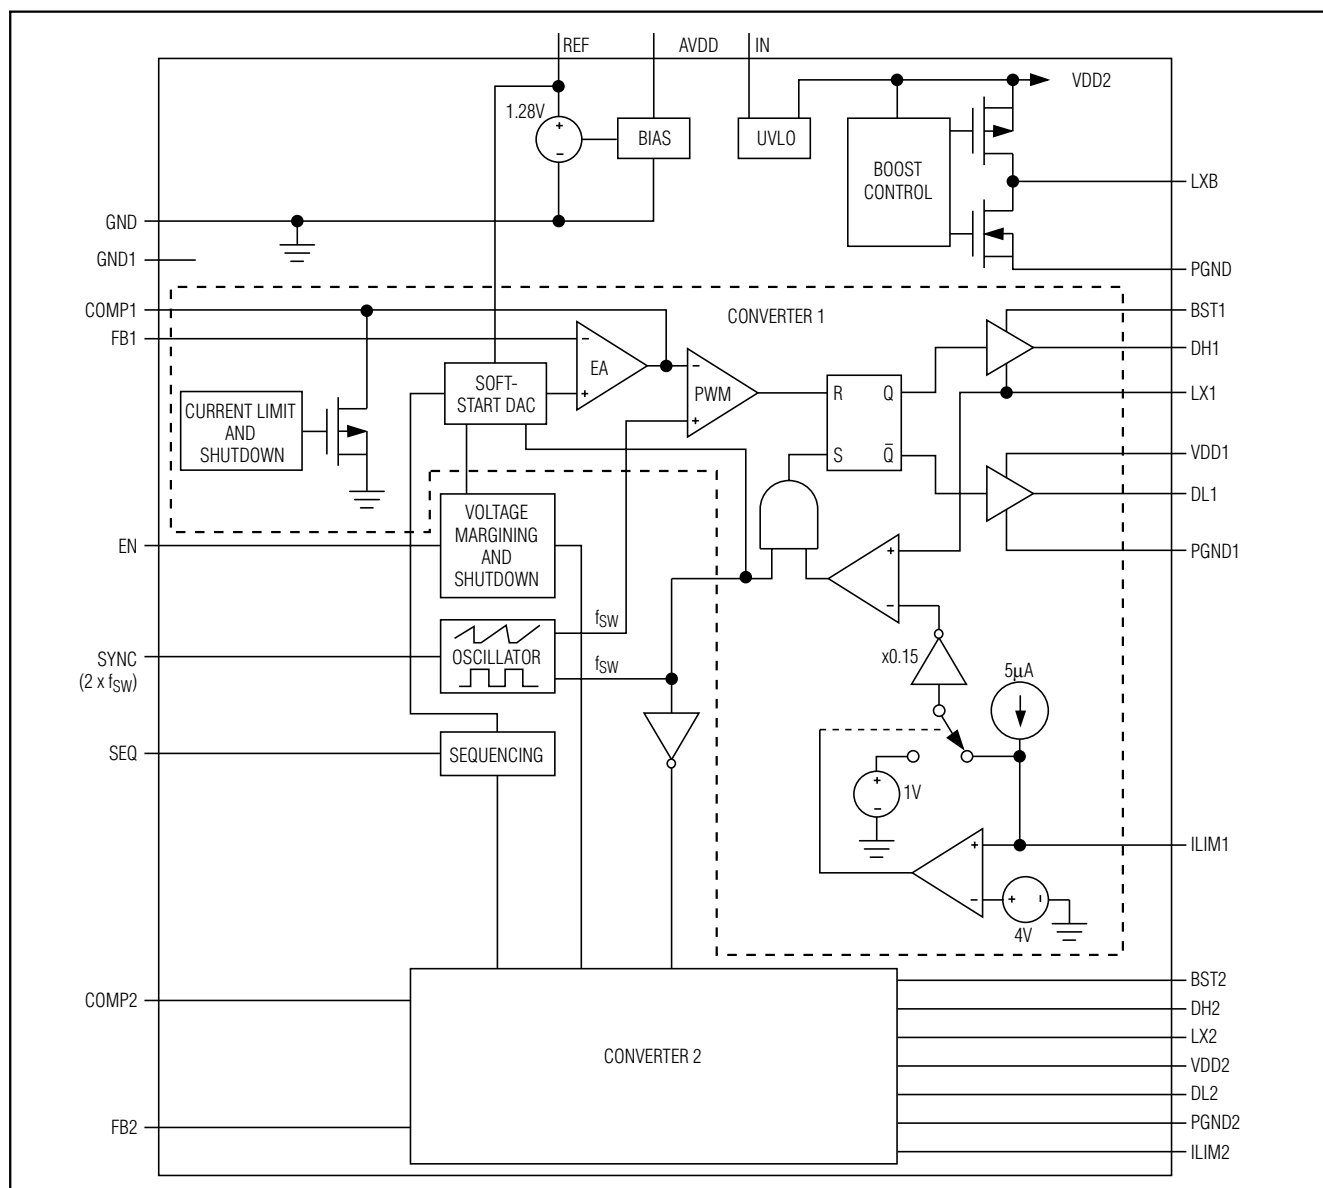 REF
AVDD
IN
1.28V
+
−
BIAS
UVLO
VDD2
BOOST
CONTROL
LXB
GND
GND1
PGND
COMP1
CONVERTER 1
BST1
FB1
−
EA
+
DH1
SOFT-
START DAC
−
PWM
+
R
Q
S
Q̅
LX1
CURRENT LIMIT
AND
SHUTDOWN
VDD1
DL1
VOLTAGE
MARGINING
AND
SHUTDOWN
EN
+
−
PGND1
fSW
SYNC
(2 x fSW)
OSCILLATOR
fSW
x0.15
5µA
SEQ
SEQUENCING
+
−
1V
+
−
ILIM1
+
−
4V
COMP2
CONVERTER 2
FB2
BST2
DH2
LX2
VDD2
DL2
PGND2
ILIM2